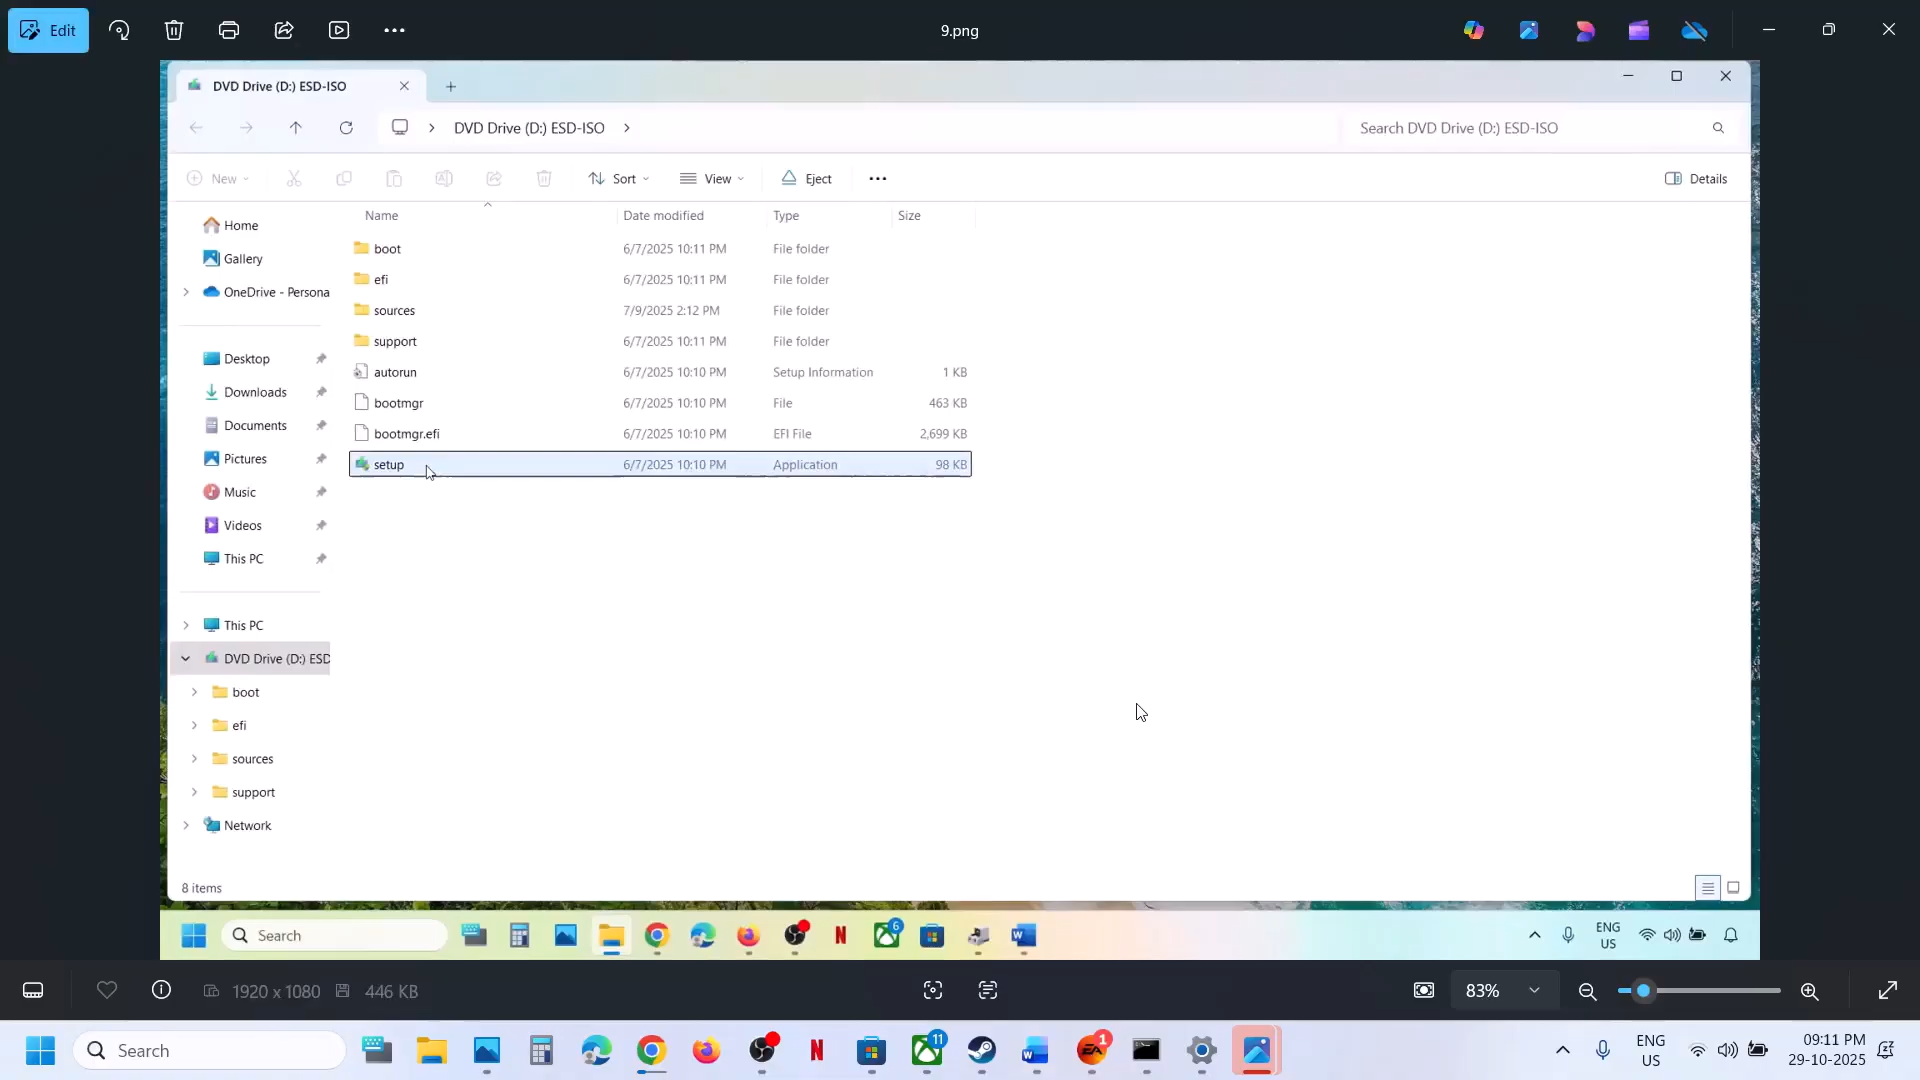 Edit
9.png
DVD Drive (D:) ESD-ISO
DVD Drive (D:) ESD-ISO
Search DVD Drive (D:) ESD-ISO
New
Sort
View
Eject
Details
Name Date modified Type Size
Home
Gallery
OneDrive - Persona
Desktop
Downloads
Documents
Pictures
Music
Videos
This PC
This PC
DVD Drive (D:) ESD
boot
efi
sources
support
Network
boot 6/7/2025 10:11 PM File folder
efi 6/7/2025 10:11 PM File folder
sources 7/9/2025 2:12 PM File folder
support 6/7/2025 10:11 PM File folder
autorun 6/7/2025 10:10 PM Setup Information 1 KB
bootmgr 6/7/2025 10:10 PM File 463 KB
bootmgr.efi 6/7/2025 10:10 PM EFI File 2,699 KB
setup 6/7/2025 10:10 PM Application 98 KB
8 items
Search
6
ENG
US
1920 x 1080 446 KB
83%
Search
11
1
ENG
US
09:11 PM
29-10-2025